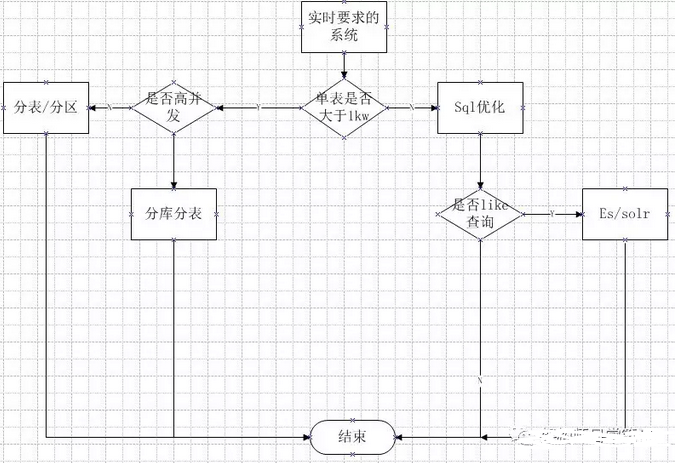 实时要求的
系统
分表/分区
N
是否高并
发
Y
单表是否
大于1kw
N
Sql优化
分库分表
是否like
查询
Y
Es/solr
N
结束